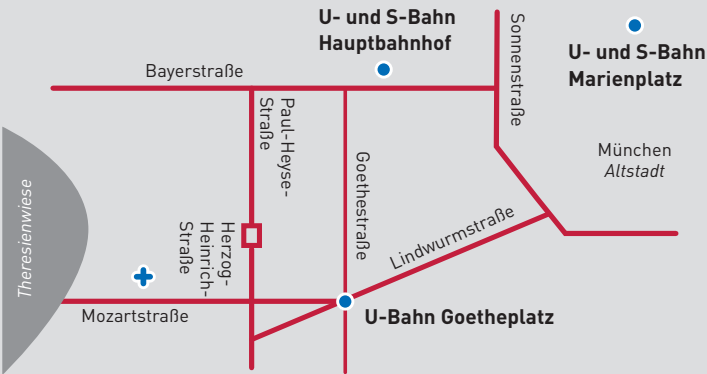 U- und S-Bahn
Hauptbahnhof
Sonnenstraße
U- und S-Bahn
Marienplatz
Bayerstraße
Paul-Heyse-
Straße
Goethestraße
München
Altstadt
Theresienwiese
Herzog-
Heinrich-
Straße
Lindwurmstraße
Mozartstraße
U-Bahn Goetheplatz